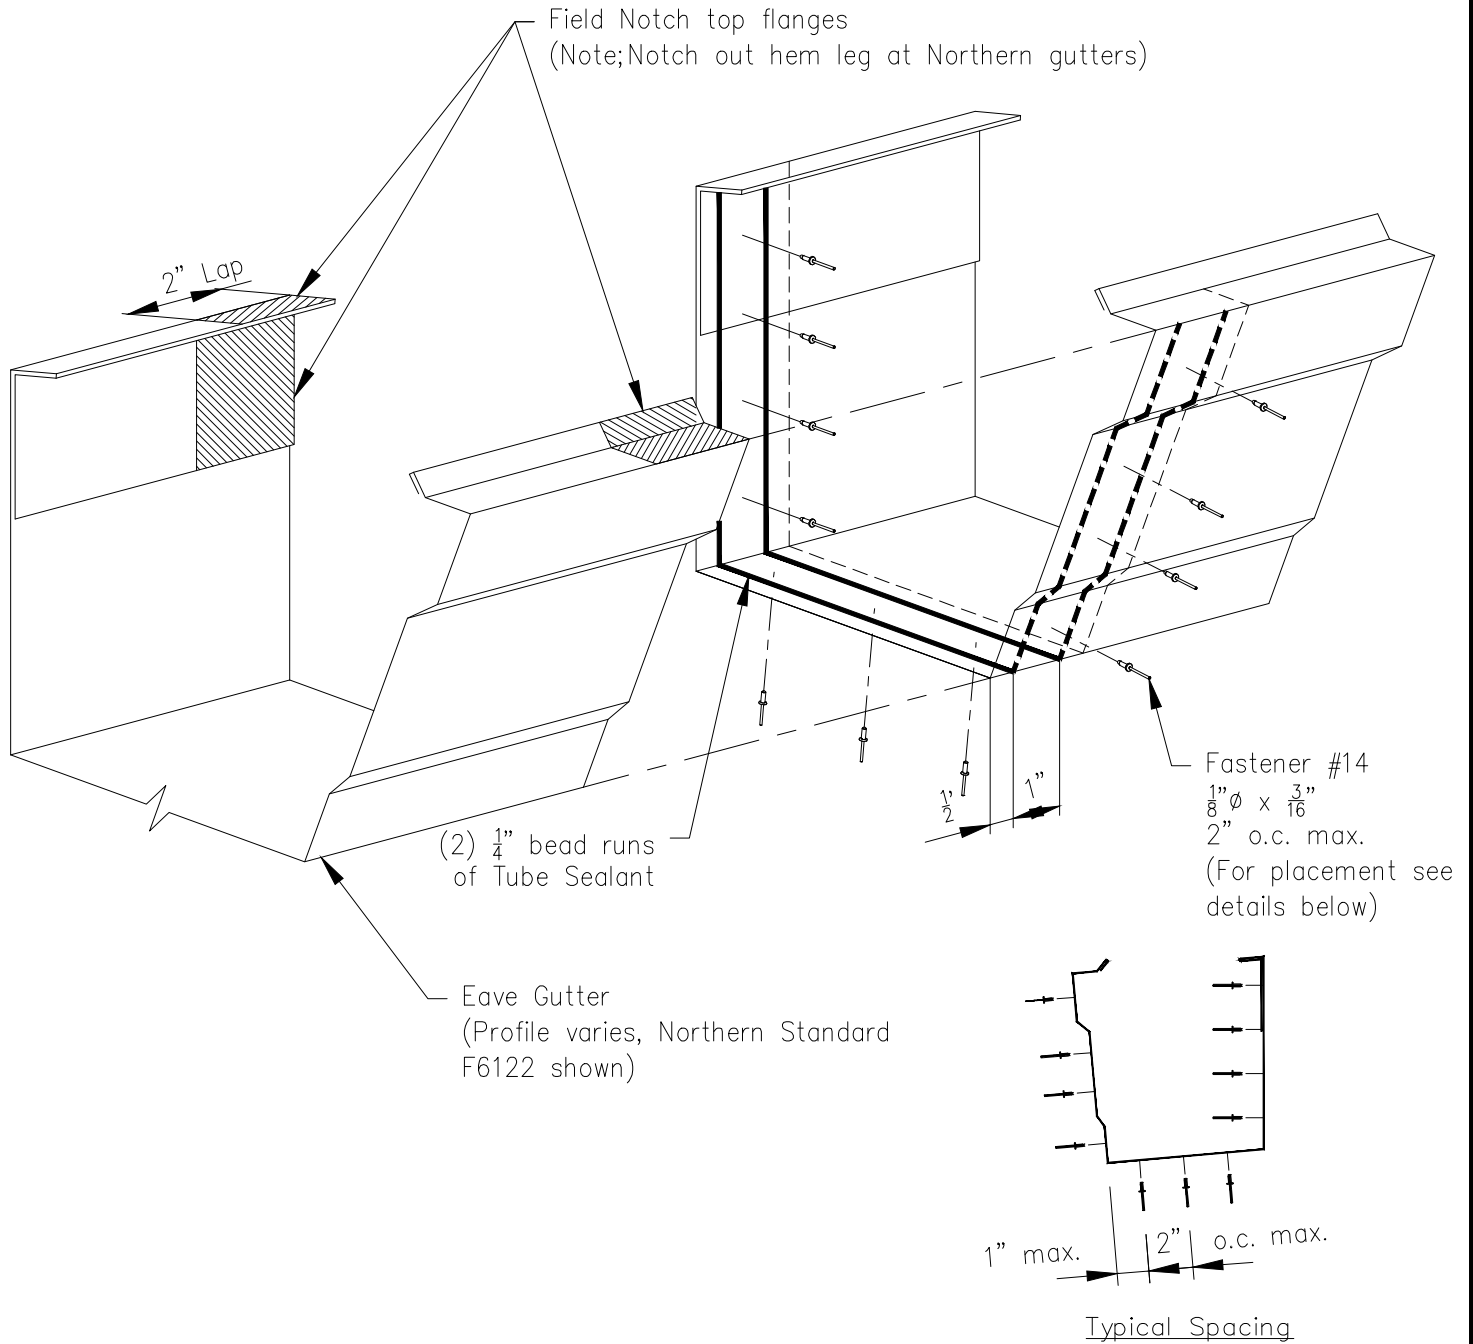 Field Notch top flanges
(Note;Notch out hem leg at Northern gutters)
2” Lap
1/2”
1”
Fastener #14
1/8”ø x 3/16”
2” o.c. max.
(For placement see
details below)
(2) 1/4” bead runs
of Tube Sealant
Eave Gutter
(Profile varies, Northern Standard
F6122 shown)
1” max.
2” o.c. max.
Typical Spacing